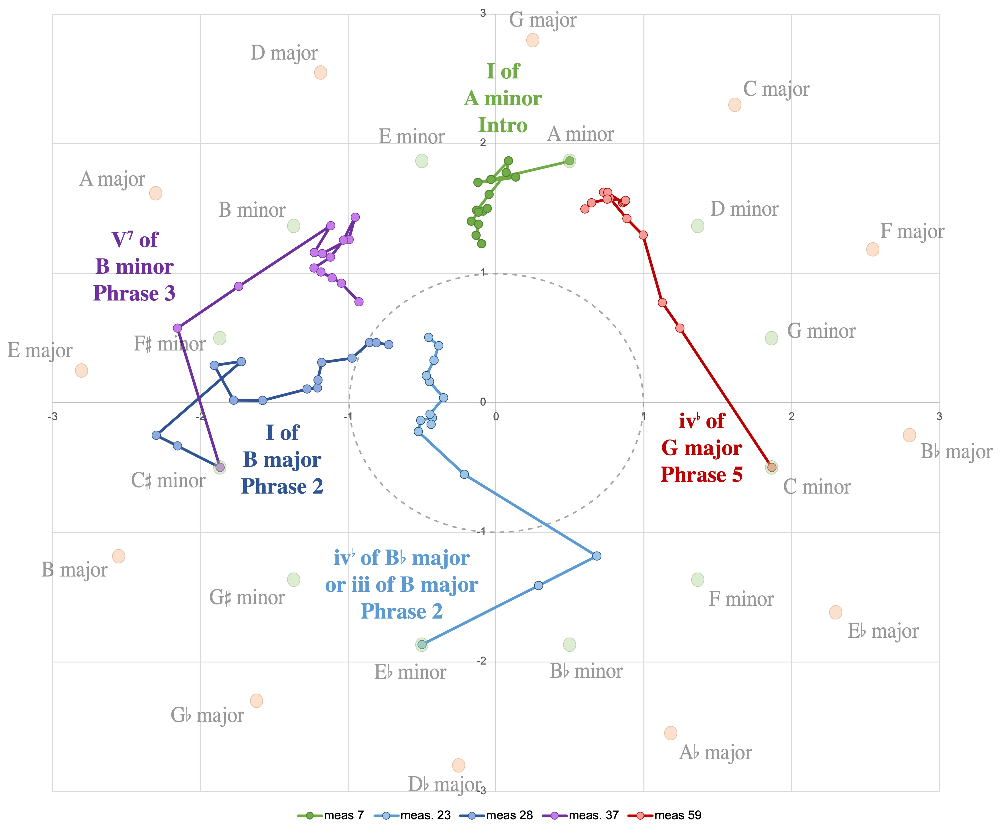 3
G major
D major
I of
A minor
Intro
C major
E minor
2
A minor
A major
B minor
D minor
F major
V⁷ of
B minor
Phrase 3
1
F♯ minor
E major
G minor
0
-3
-2
-1
0
1
2
3
I of
B major
Phrase 2
iv♭ of
G major
Phrase 5
B♭ major
C♯ minor
C minor
-1
B major
iv♭ of B♭ major
or iii of B major
Phrase 2
G♯ minor
F minor
E♭ major
-2
E♭ minor
B♭ minor
G♭ major
A♭ major
D♭ major
-3
meas 7
meas. 23
meas 28
meas. 37
meas 59